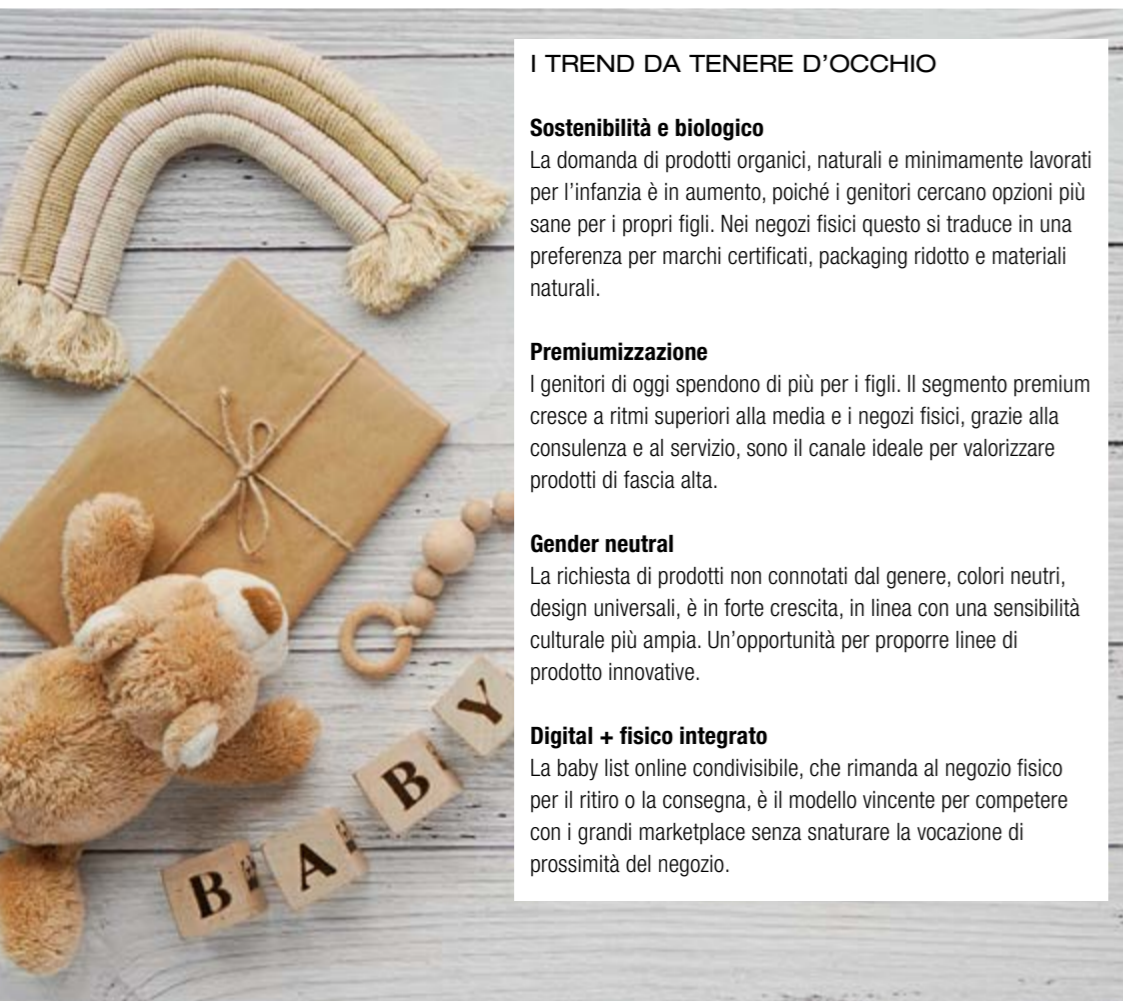 I TREND DA TENERE D'OCCHIO
Sostenibilità e biologico
La domanda di prodotti organici, naturali e minimamente lavorati
per l'infanzia è in aumento, poiché i genitori cercano opzioni più
sane per i propri figli. Nei negozi fisici questo si traduce in una
preferenza per marchi certificati, packaging ridotto e materiali
naturali.
Premiumizzazione
I genitori di oggi spendono di più per i figli. Il segmento premium
cresce a ritmi superiori alla media e i negozi fisici, grazie alla
consulenza e al servizio, sono il canale ideale per valorizzare
prodotti di fascia alta.
Gender neutral
La richiesta di prodotti non connotati dal genere, colori neutri,
design universali, è in forte crescita, in linea con una sensibilità
culturale più ampia. Un'opportunità per proporre linee di
prodotto innovative.
Digital + fisico integrato
La baby list online condivisibile, che rimanda al negozio fisico
per il ritiro o la consegna, è il modello vincente per competere
con i grandi marketplace senza snaturare la vocazione di
prossimità del negozio.
BABY